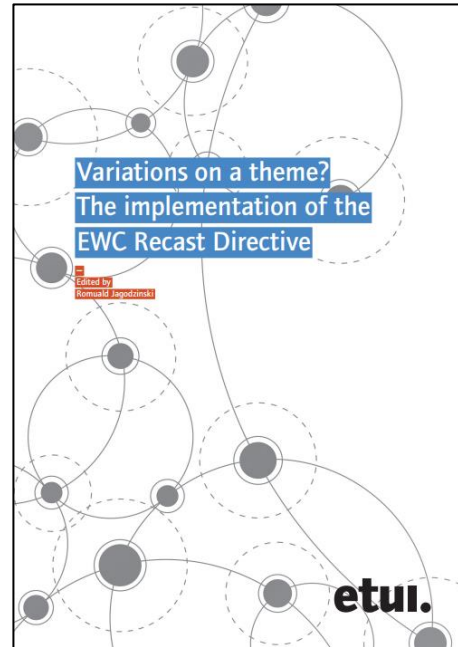 Variations on a theme?
The implementation of the
EWC Recast Directive
—
Edited by
Romuald Jagodzinski
etui.